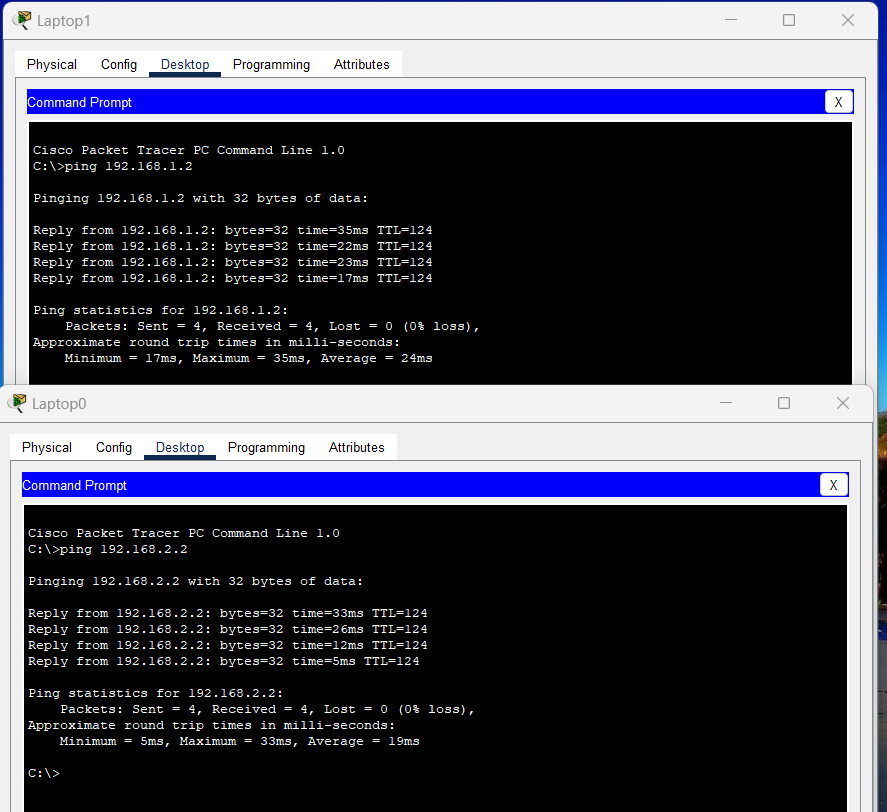 Laptop1
Physical Config Desktop Programming Attributes
Command Prompt X
Cisco Packet Tracer PC Command Line 1.0
C:\>ping 192.168.1.2
Pinging 192.168.1.2 with 32 bytes of data:
Reply from 192.168.1.2: bytes=32 time=35ms TTL=124
Reply from 192.168.1.2: bytes=32 time=22ms TTL=124
Reply from 192.168.1.2: bytes=32 time=23ms TTL=124
Reply from 192.168.1.2: bytes=32 time=17ms TTL=124
Ping statistics for 192.168.1.2:
Packets: Sent = 4, Received = 4, Lost = 0 (0% loss),
Approximate round trip times in milli-seconds:
Minimum = 17ms, Maximum = 35ms, Average = 24ms
Laptop0
Physical Config Desktop Programming Attributes
Command Prompt X
Cisco Packet Tracer PC Command Line 1.0
C:\>ping 192.168.2.2
Pinging 192.168.2.2 with 32 bytes of data:
Reply from 192.168.2.2: bytes=32 time=33ms TTL=124
Reply from 192.168.2.2: bytes=32 time=26ms TTL=124
Reply from 192.168.2.2: bytes=32 time=12ms TTL=124
Reply from 192.168.2.2: bytes=32 time=5ms TTL=124
Ping statistics for 192.168.2.2:
Packets: Sent = 4, Received = 4, Lost = 0 (0% loss),
Approximate round trip times in milli-seconds:
Minimum = 5ms, Maximum = 33ms, Average = 19ms
C:\>